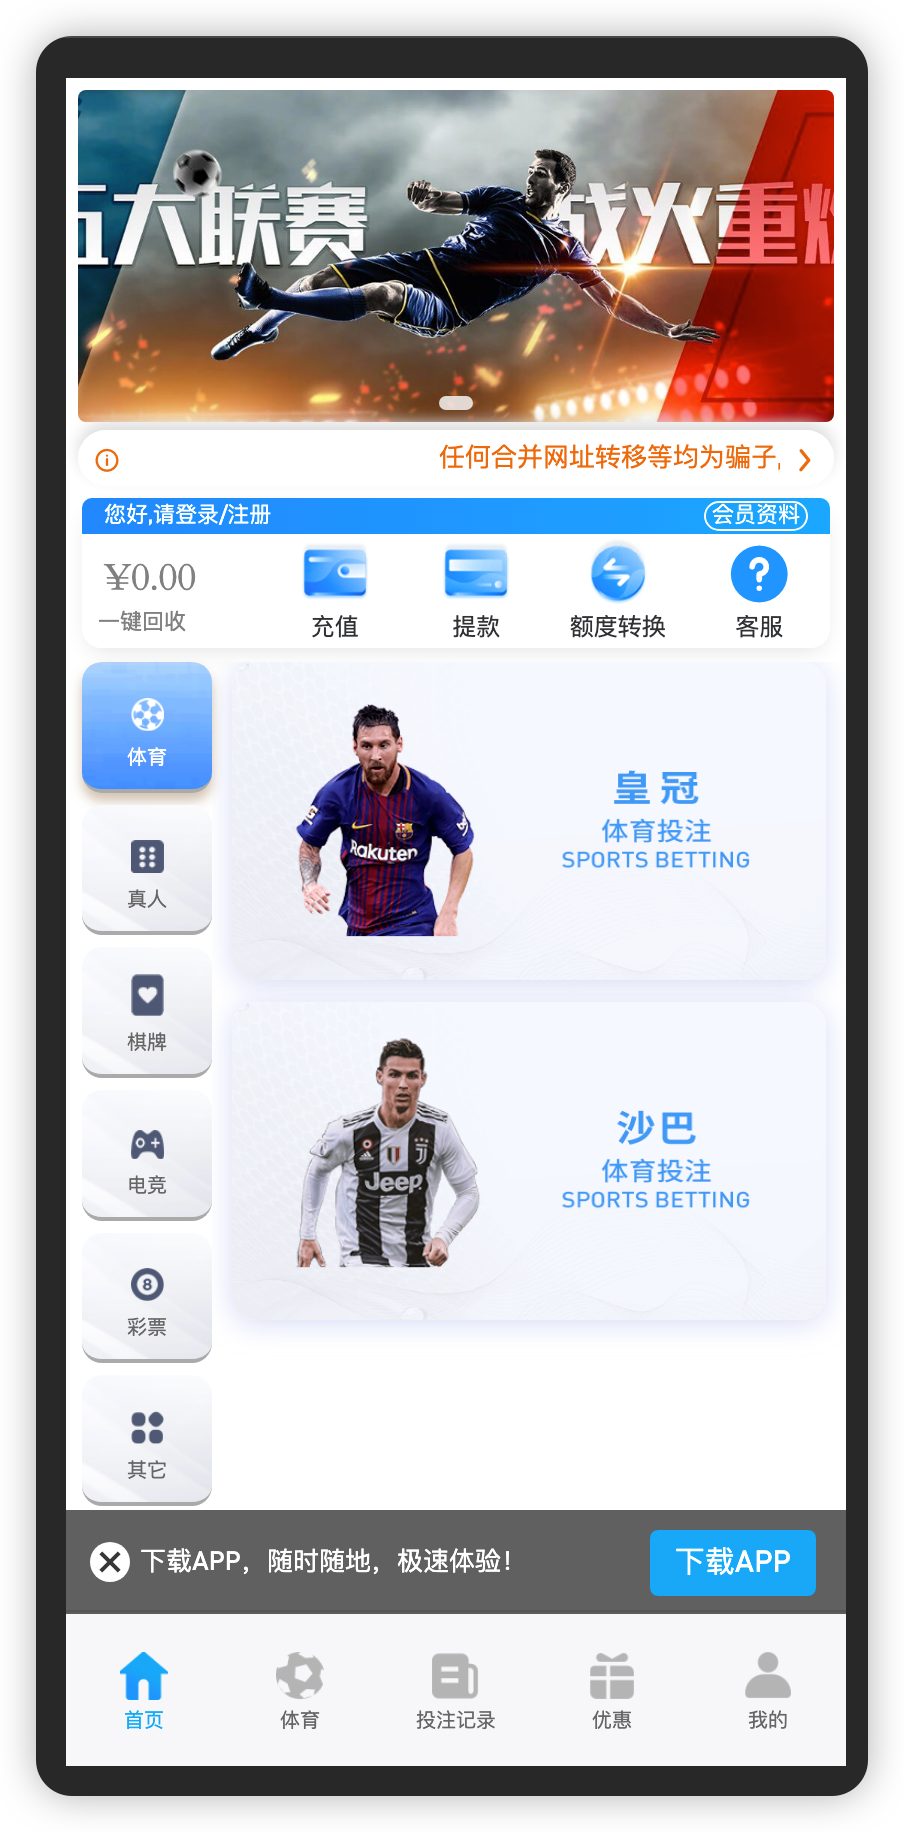 五大联赛 战火重燃
任何合并网址转移等均为骗子,
您好,请登录/注册
会员资料
¥0.00
一键回收
充值
提款
额度转换
客服
体育
真人
棋牌
电竞
8
彩票
其它
Rakuten
皇冠
体育投注
SPORTS BETTING
Jeep
沙巴
体育投注
SPORTS BETTING
下载APP，随时随地，极速体验！
下载APP
首页
体育
投注记录
优惠
我的